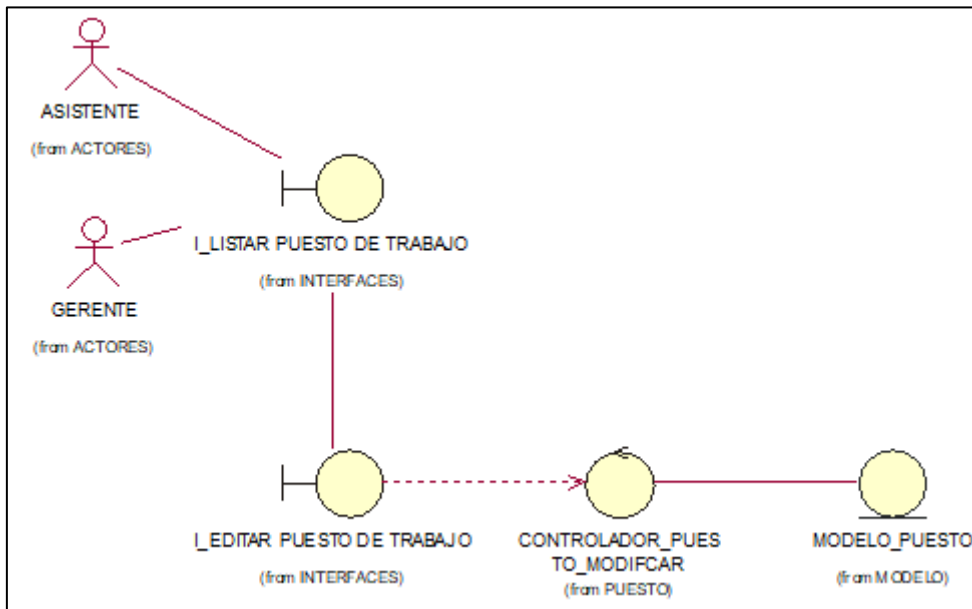 ASISTENTE
(from ACTORES)
I_LISTAR PUESTO DE TRABAJO
(from INTERFACES)
GERENTE
(from ACTORES)
I_EDITAR PUESTO DE TRABAJO
(from INTERFACES)
CONTROLADOR_PUES
TO_MODIFCAR
(from PUESTO)
MODELO_PUESTO
(from MODELO)